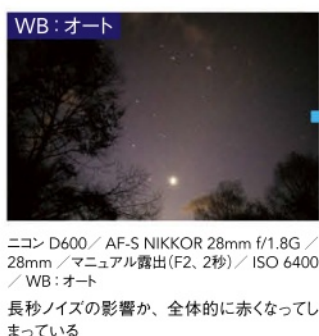 WB：オート
ニコン D600／ AF-S NIKKOR 28mm f/1.8G ／
28mm ／マニュアル露出（F2、2秒）／ ISO 6400
／ WB：オート
長秒ノイズの影響か、全体的に赤くなってし
まっている